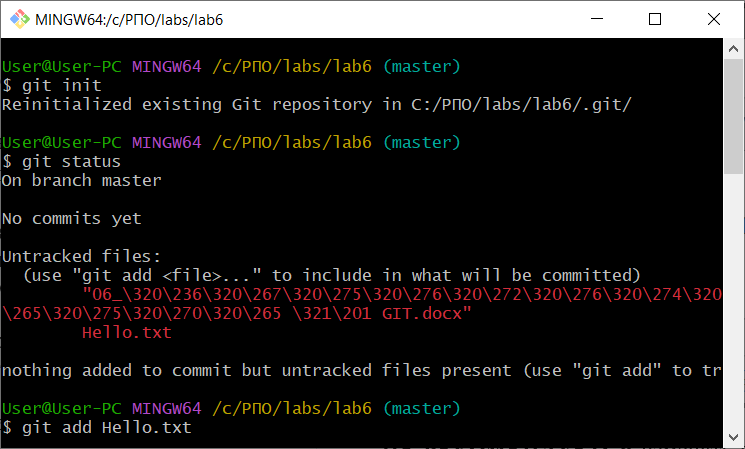 MINGW64:/c/РПО/labs/lab6
User@User-PC MINGW64 /c/РПО/labs/lab6 (master)
$ git init
Reinitialized existing Git repository in C:/РПО/labs/lab6/.git/
User@User-PC MINGW64 /c/РПО/labs/lab6 (master)
$ git status
On branch master
No commits yet
Untracked files:
(use "git add <file>..." to include in what will be committed)
"06_\320\236\320\267\320\275\320\276\320\272\320\276\320\274\320
\265\320\275\320\270\320\265 \321\201 GIT.docx"
Hello.txt
nothing added to commit but untracked files present (use "git add" to tr
User@User-PC MINGW64 /c/РПО/labs/lab6 (master)
$ git add Hello.txt